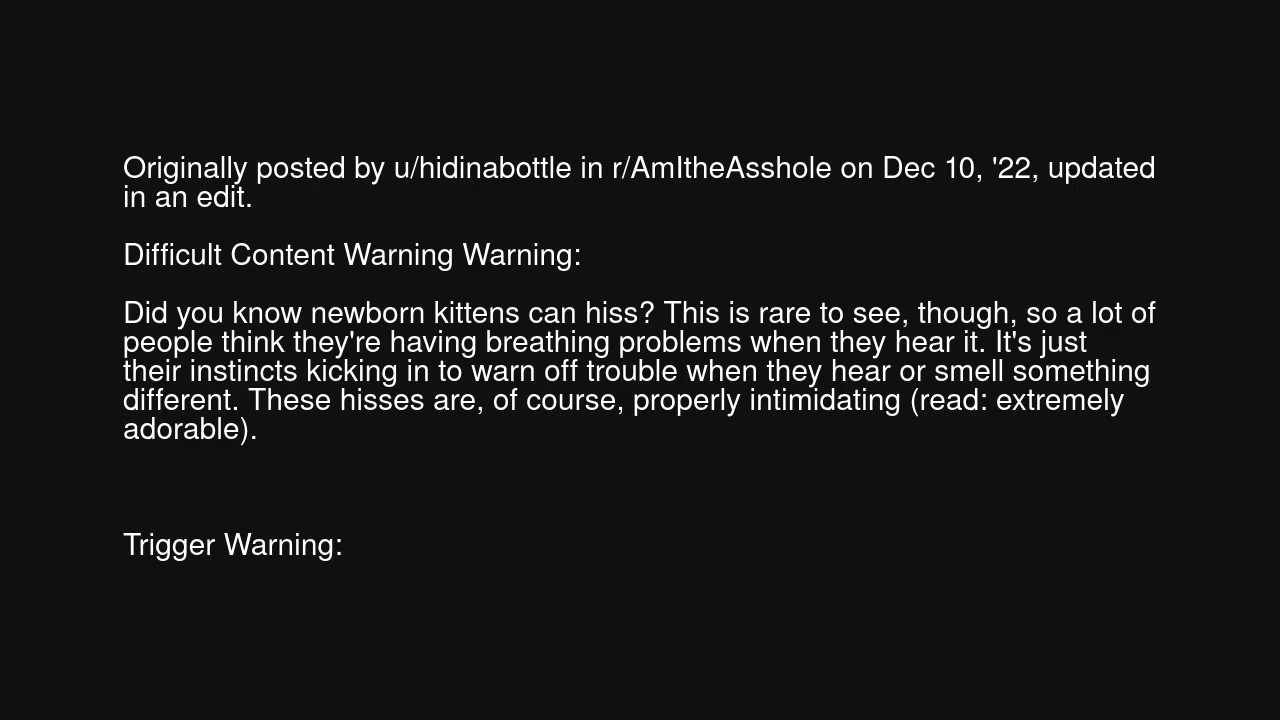 Originally posted by u/hidinabottle in r/AmItheAsshole on Dec 10, '22, updated
in an edit.
Difficult Content Warning Warning:
Did you know newborn kittens can hiss? This is rare to see, though, so a lot of
people think they're having breathing problems when they hear it. It's just
their instincts kicking in to warn off trouble when they hear or smell something
different. These hisses are, of course, properly intimidating (read: extremely
adorable).
Trigger Warning: